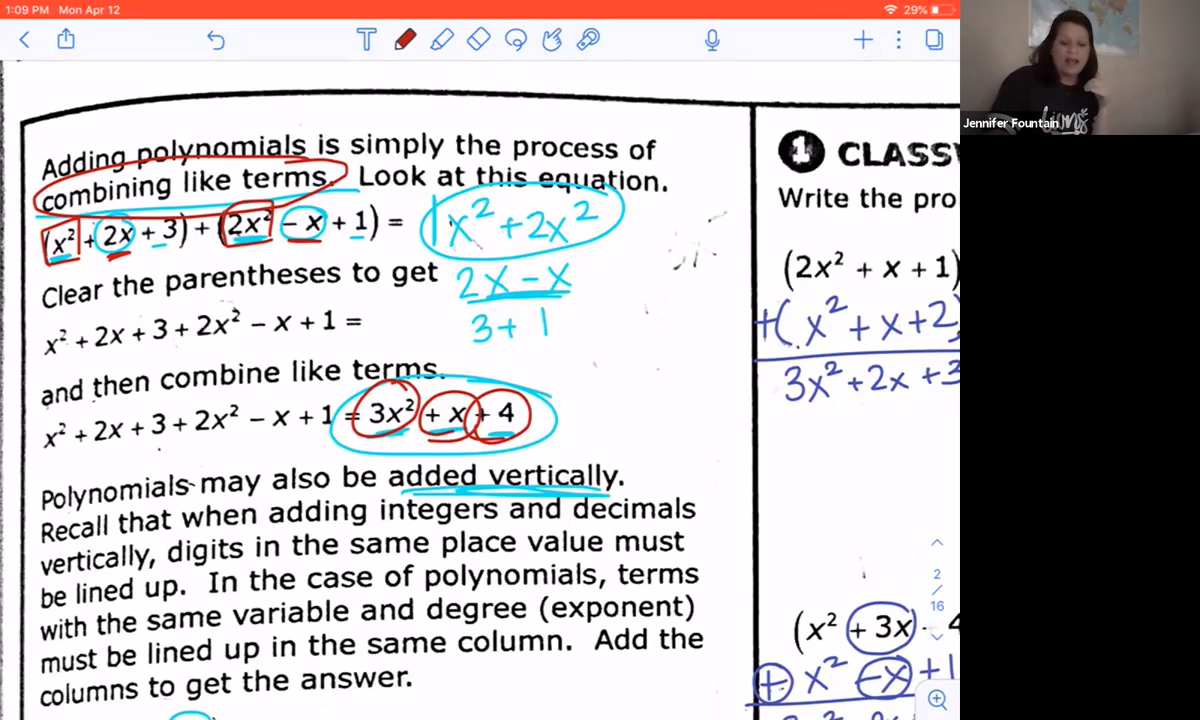 1:09 PM Mon Apr 12
29%
Jennifer Fountain
Adding polynomials is simply the process of
combining like terms. Look at this equation.
(x² + 2x + 3) + (2x² - x + 1) = 1x² + 2x²
Clear the parentheses to get 2x - x
x² + 2x + 3 + 2x² - x + 1 = 3 + 1
and then combine like terms.
x² + 2x + 3 + 2x² - x + 1 = 3x² + x + 4
Polynomials may also be added vertically.
Recall that when adding integers and decimals
vertically, digits in the same place value must
be lined up. In the case of polynomials, terms
with the same variable and degree (exponent)
must be lined up in the same column. Add the
columns to get the answer.
1 CLASS
Write the pro
(2x² + x + 1)
+(x² + x + 2)
3x² + 2x + 3
2
/
16
(x² + 3x) - 4
+ x² - x + 1